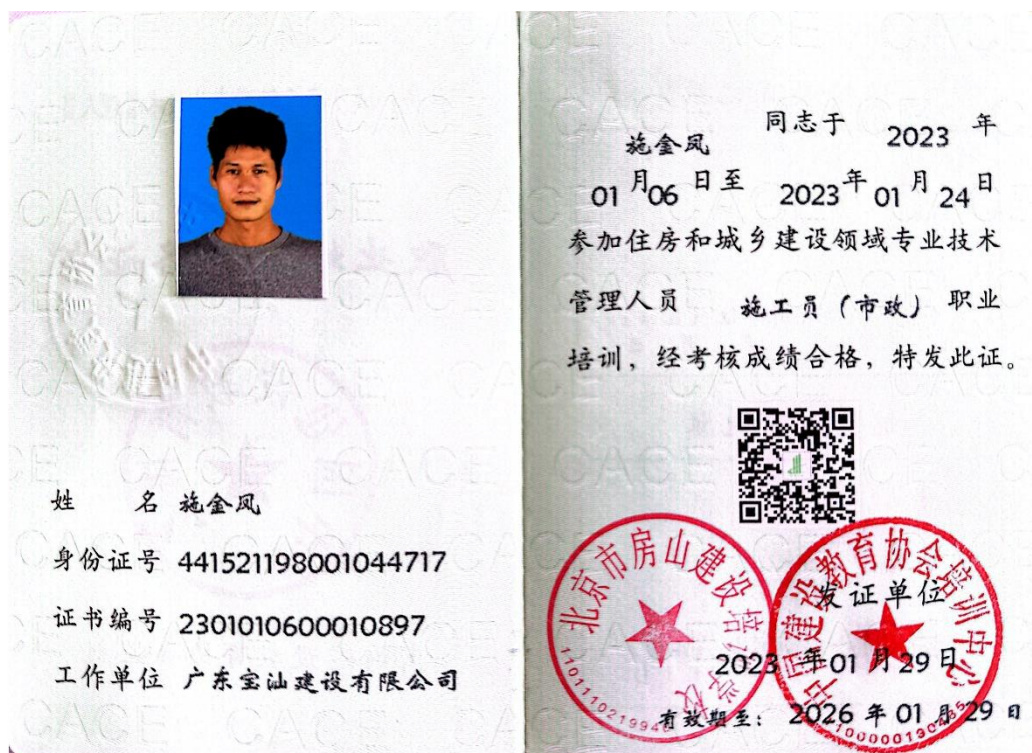 姓 名 施金凤
身份证号 441521198001044717
证书编号 2301010600010897
工作单位 广东宝汕建设有限公司
施金凤 同志于 2023 年
01 月 06 日至 2023 年 01 月 24 日
参加住房和城乡建设领域专业技术
管理人员 施工员（市政） 职业
培训，经考核成绩合格，特发此证。
北京市房山建设培训学校
中国建设教育协会培训中心
发证单位
2023 年 01 月 29 日
有效期至： 2026 年 01 月 29 日
CACE